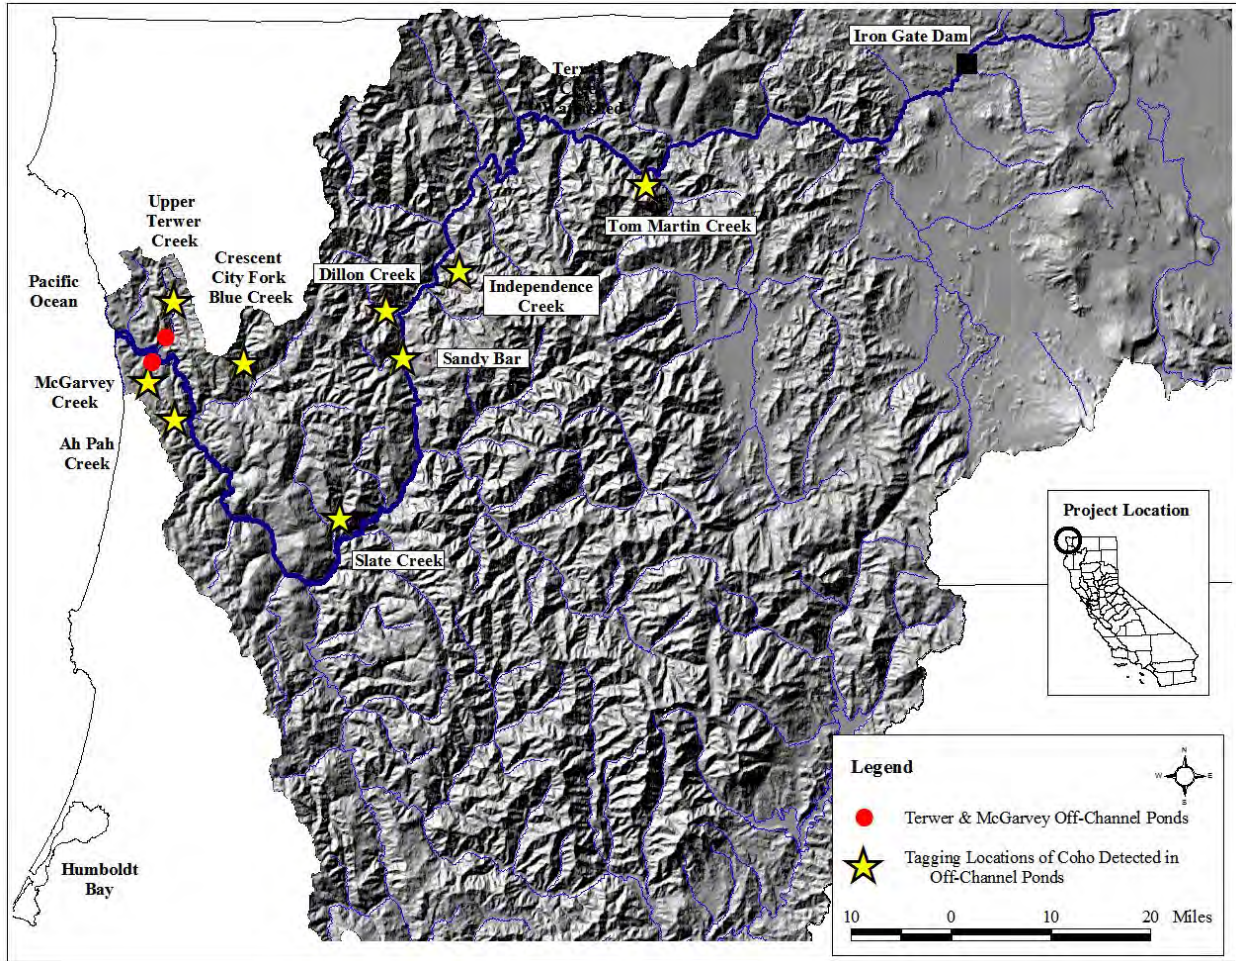 Iron Gate Dam
Upper
Terwer
Creek
Crescent
City Fork
Blue Creek
Pacific
Ocean
Tom Martin Creek
Dillon Creek
Independence
Creek
Sandy Bar
McGarvey
Creek
Ah Pah
Creek
Slate Creek
Project Location
Humboldt
Bay
Legend
N
W
E
S
Terwer & McGarvey Off-Channel Ponds
Tagging Locations of Coho Detected in
Off-Channel Ponds
10 0 10 20 Miles